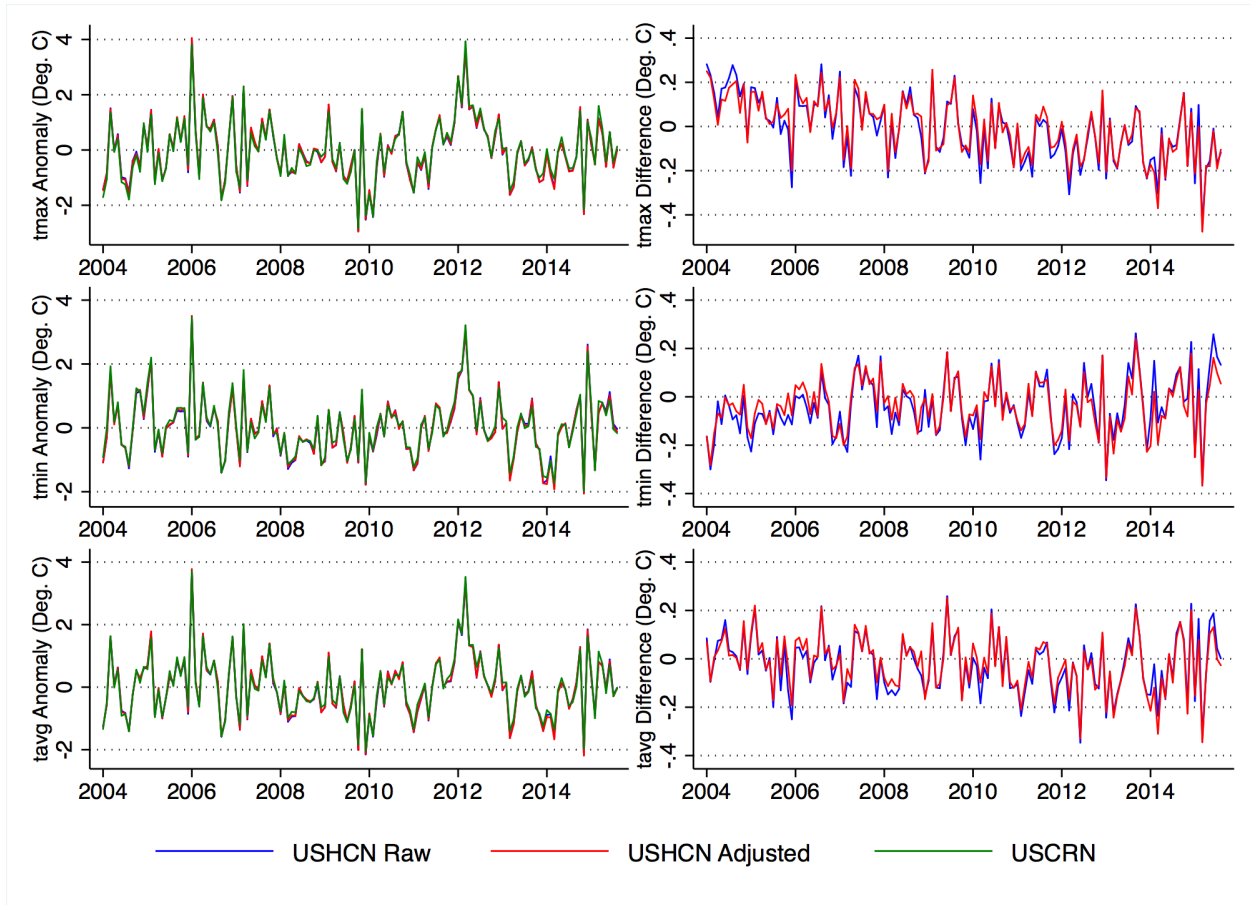 tmax Anomaly (Deg. C)
4
2
0
-2
2004 2006 2008 2010 2012 2014
tmax Difference (Deg. C)
.4
.2
0
-.2
-.4
2004 2006 2008 2010 2012 2014
tmin Anomaly (Deg. C)
4
2
0
-2
2004 2006 2008 2010 2012 2014
tmin Difference (Deg. C)
.4
.2
0
-.2
-.4
2004 2006 2008 2010 2012 2014
tavg Anomaly (Deg. C)
4
2
0
-2
2004 2006 2008 2010 2012 2014
tavg Difference (Deg. C)
.4
.2
0
-.2
-.4
2004 2006 2008 2010 2012 2014
USHCN Raw USHCN Adjusted USCRN